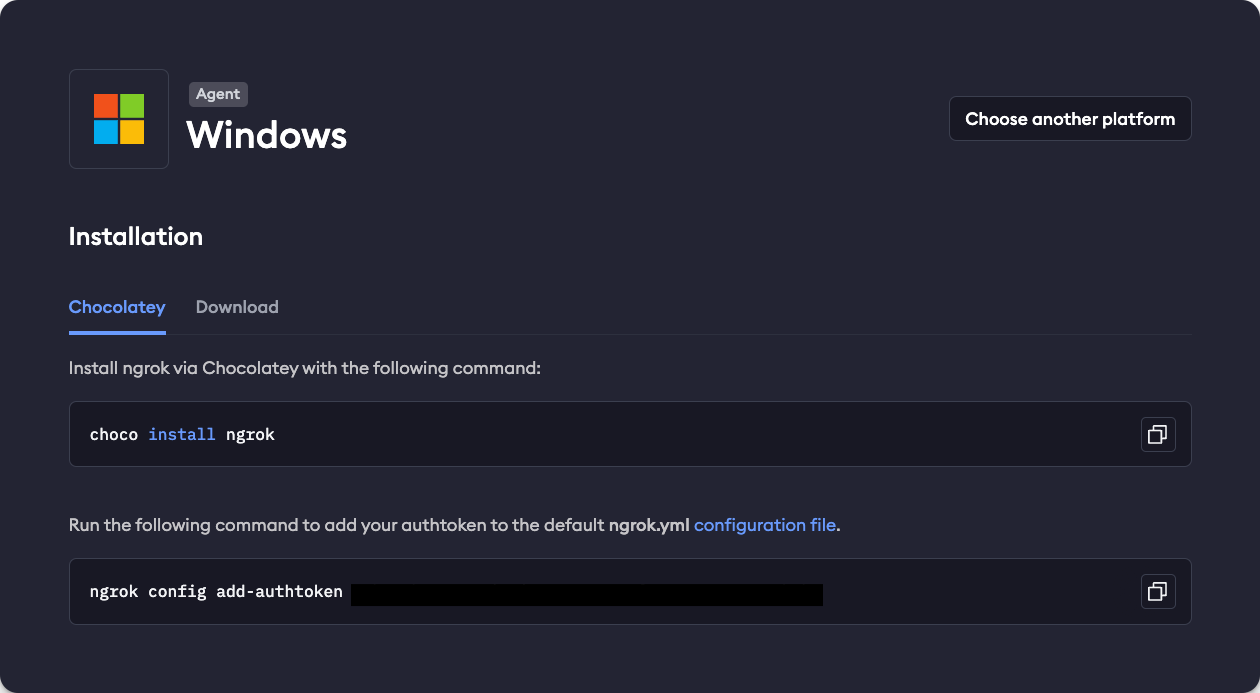 Agent
Windows
Choose another platform
Installation
Chocolatey Download
Install ngrok via Chocolatey with the following command:
choco install ngrok
Run the following command to add your authtoken to the default ngrok.yml configuration file.
ngrok config add-authtoken